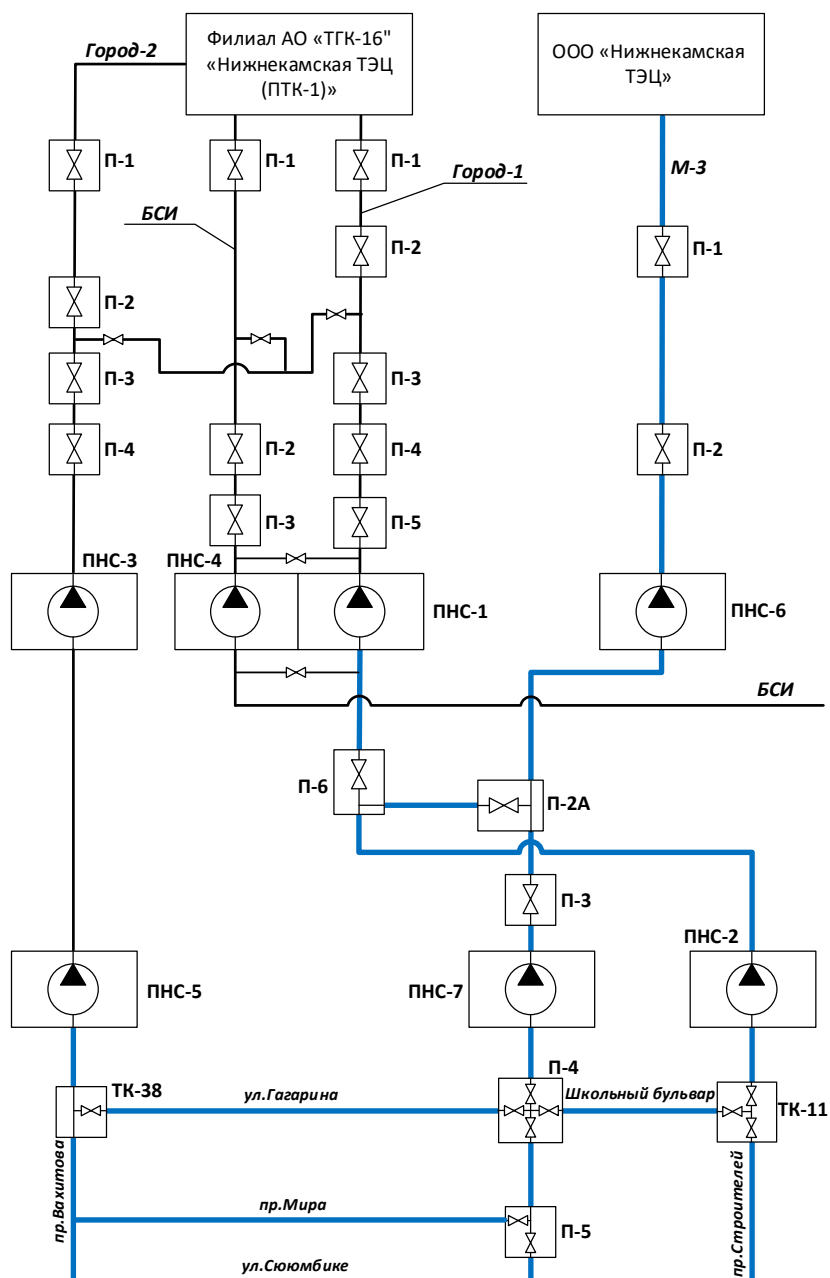 Город-2
Филиал АО «ТГК-16"
«Нижнекамская ТЭЦ
(ПТК-1)»
ООО «Нижнекамская
ТЭЦ»
П-1
П-1
П-1
М-3
Город-1
БСИ
П-2
П-1
П-2
П-3
П-3
П-4
П-2
П-4
П-2
П-3
П-5
ПНС-3
ПНС-4
ПНС-1
ПНС-6
БСИ
П-6
П-2А
П-3
ПНС-2
ПНС-5
ПНС-7
П-4
ТК-38
ул.Гагарина
Школьный бульвар
ТК-11
пр.Вахитова
пр.Мира
П-5
пр.Строителей
ул.Сююмбике